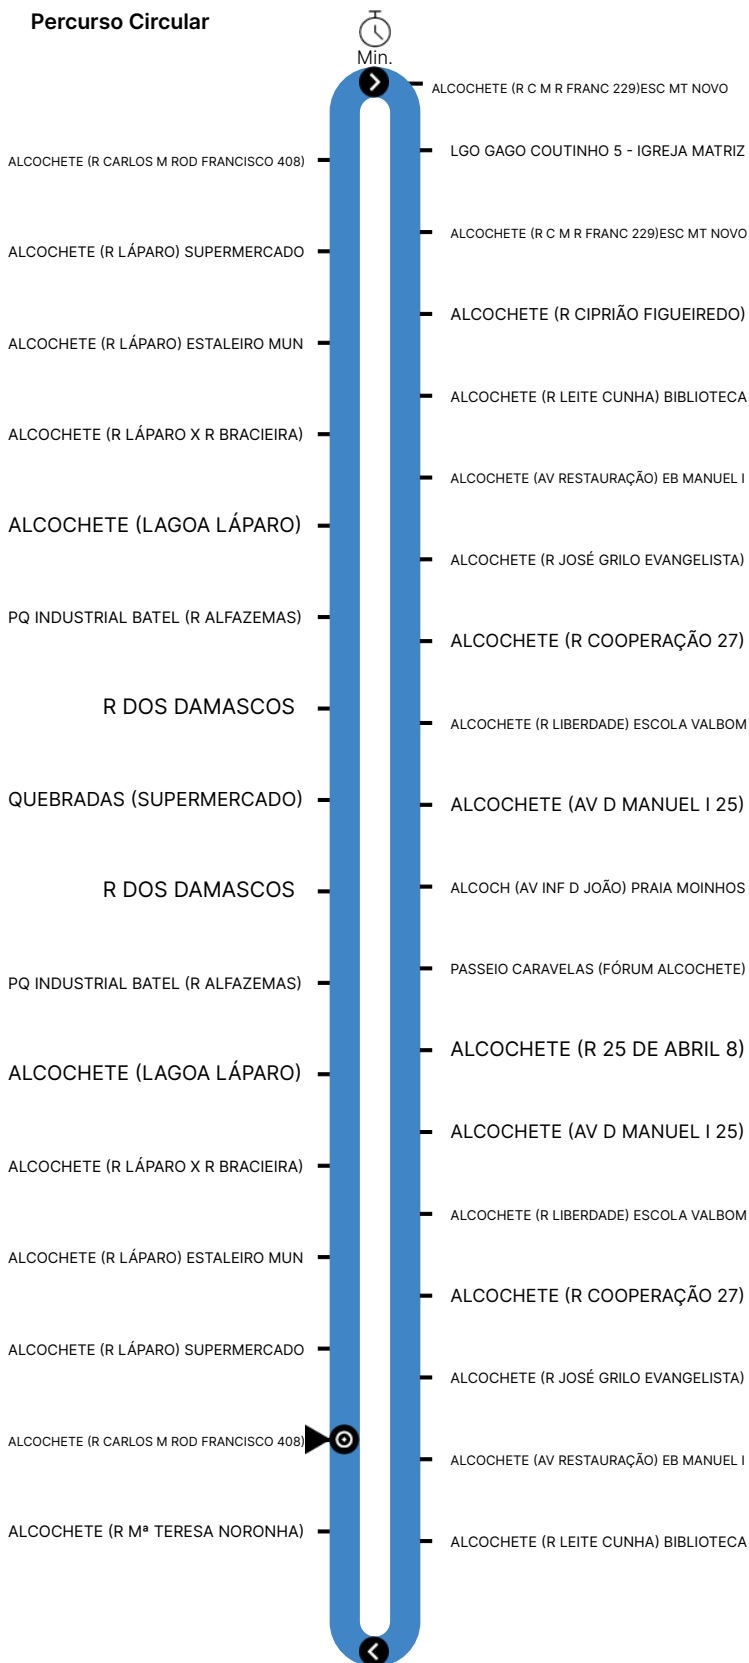 Percurso Circular
Min.
ALCOCHETE (R CARLOS M ROD FRANCISCO 408)
ALCOCHETE (R LÁPARO) SUPERMERCADO
ALCOCHETE (R LÁPARO) ESTALEIRO MUN
ALCOCHETE (R LÁPARO X R BRACIEIRA)
ALCOCHETE (LAGOA LÁPARO)
PQ INDUSTRIAL BATEL (R ALFAZEMAS)
R DOS DAMASCOS
QUEBRADAS (SUPERMERCADO)
R DOS DAMASCOS
PQ INDUSTRIAL BATEL (R ALFAZEMAS)
ALCOCHETE (LAGOA LÁPARO)
ALCOCHETE (R LÁPARO X R BRACIEIRA)
ALCOCHETE (R LÁPARO) ESTALEIRO MUN
ALCOCHETE (R LÁPARO) SUPERMERCADO
ALCOCHETE (R CARLOS M ROD FRANCISCO 408)
ALCOCHETE (R Mª TERESA NORONHA)
ALCOCHETE (R C M R FRANC 229)ESC MT NOVO
LGO GAGO COUTINHO 5 - IGREJA MATRIZ
ALCOCHETE (R C M R FRANC 229)ESC MT NOVO
ALCOCHETE (R CIPRIÃO FIGUEIREDO)
ALCOCHETE (R LEITE CUNHA) BIBLIOTECA
ALCOCHETE (AV RESTAURAÇÃO) EB MANUEL I
ALCOCHETE (R JOSÉ GRILO EVANGELISTA)
ALCOCHETE (R COOPERAÇÃO 27)
ALCOCHETE (R LIBERDADE) ESCOLA VALBOM
ALCOCHETE (AV D MANUEL I 25)
ALCOCH (AV INF D JOÃO) PRAIA MOINHOS
PASSEIO CARAVELAS (FÓRUM ALCOCHETE)
ALCOCHETE (R 25 DE ABRIL 8)
ALCOCHETE (AV D MANUEL I 25)
ALCOCHETE (R LIBERDADE) ESCOLA VALBOM
ALCOCHETE (R COOPERAÇÃO 27)
ALCOCHETE (R JOSÉ GRILO EVANGELISTA)
ALCOCHETE (AV RESTAURAÇÃO) EB MANUEL I
ALCOCHETE (R LEITE CUNHA) BIBLIOTECA